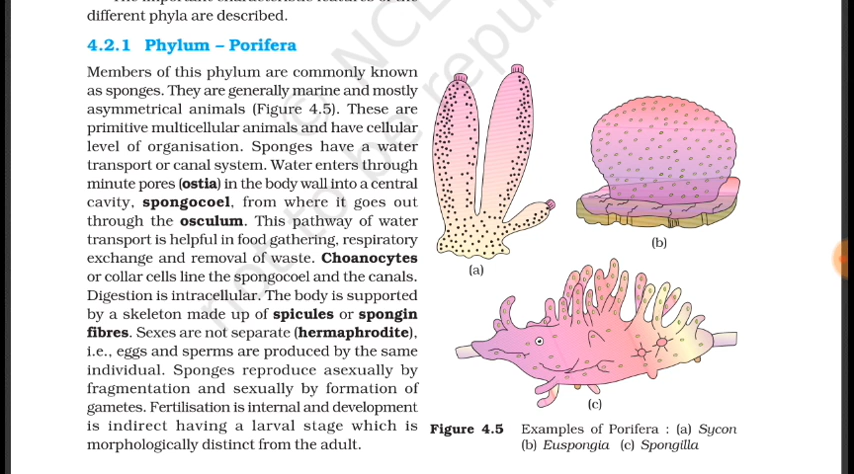 different phyla are described.
4.2.1 Phylum – Porifera
Members of this phylum are commonly known
as sponges. They are generally marine and mostly
asymmetrical animals (Figure 4.5). These are
primitive multicellular animals and have cellular
level of organisation. Sponges have a water
transport or canal system. Water enters through
minute pores (ostia) in the body wall into a central
cavity, spongocoel, from where it goes out
through the osculum. This pathway of water
transport is helpful in food gathering, respiratory
exchange and removal of waste. Choanocytes
or collar cells line the spongocoel and the canals.
Digestion is intracellular. The body is supported
by a skeleton made up of spicules or spongin
fibres. Sexes are not separate (hermaphrodite),
i.e., eggs and sperms are produced by the same
individual. Sponges reproduce asexually by
fragmentation and sexually by formation of
gametes. Fertilisation is internal and development
is indirect having a larval stage which is
morphologically distinct from the adult.
(a)
(b)
(c)
Figure 4.5 Examples of Porifera : (a) Sycon
(b) Euspongia (c) Spongilla